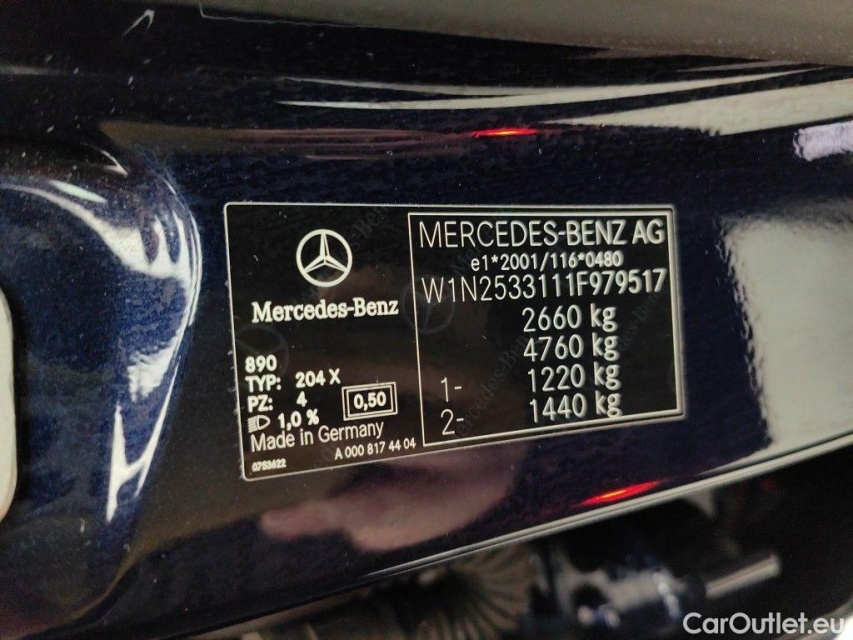 Mercedes-Benz
890
TYP: 204 X
PZ: 4
0,50
1,0 %
Made in Germany
A 000 817 44 04
0753622
MERCEDES-BENZ AG
e1*2001/116*0480
W1N2533111F979517
2660 kg
4760 kg
1- 1220 kg
2- 1440 kg
CarOutlet.eu